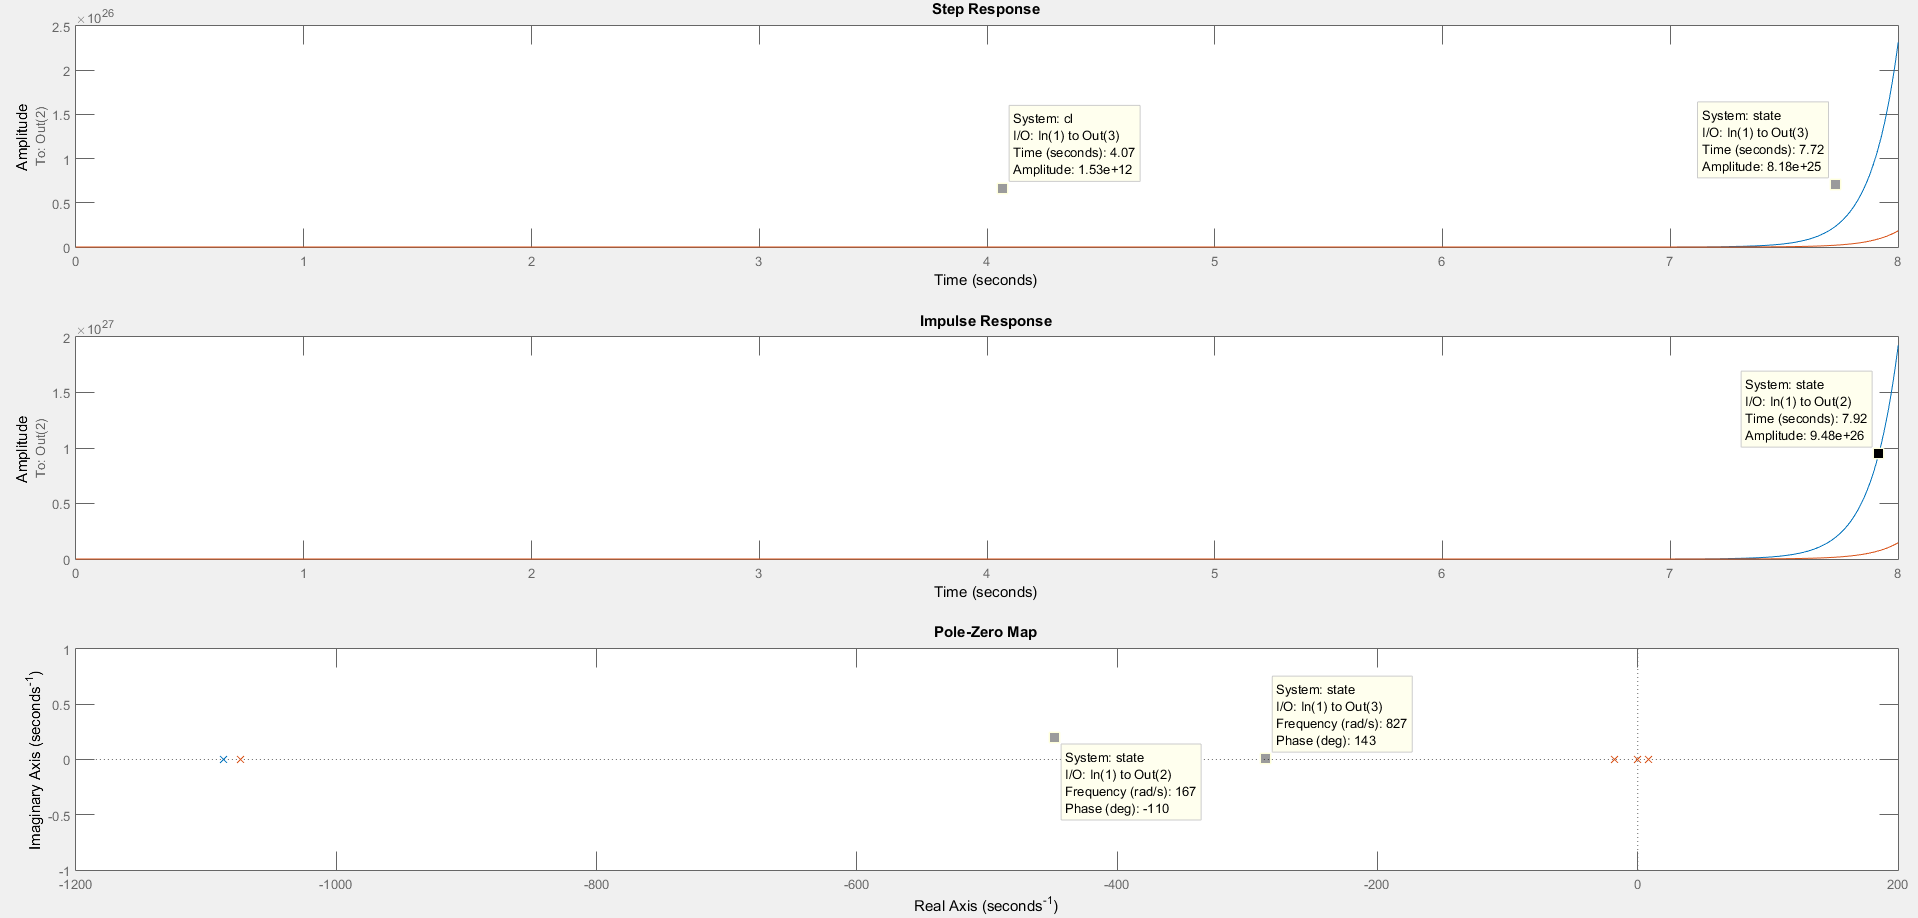 Step Response
×10^26
2.5
2
1.5
1
0.5
0
Amplitude
To: Out(2)
System: cl
I/O: In(1) to Out(3)
Time (seconds): 4.07
Amplitude: 1.53e+12
System: state
I/O: In(1) to Out(3)
Time (seconds): 7.72
Amplitude: 8.18e+25
0 1 2 3 4 5 6 7 8
Time (seconds)
Impulse Response
×10^27
2
1.5
1
0.5
0
Amplitude
To: Out(2)
System: state
I/O: In(1) to Out(2)
Time (seconds): 7.92
Amplitude: 9.48e+26
0 1 2 3 4 5 6 7 8
Time (seconds)
Pole-Zero Map
1
0.5
0
-0.5
-1
Imaginary Axis (seconds^-1)
System: state
I/O: In(1) to Out(3)
Frequency (rad/s): 827
Phase (deg): 143
System: state
I/O: In(1) to Out(2)
Frequency (rad/s): 167
Phase (deg): -110
-1200 -1000 -800 -600 -400 -200 0 200
Real Axis (seconds^-1)